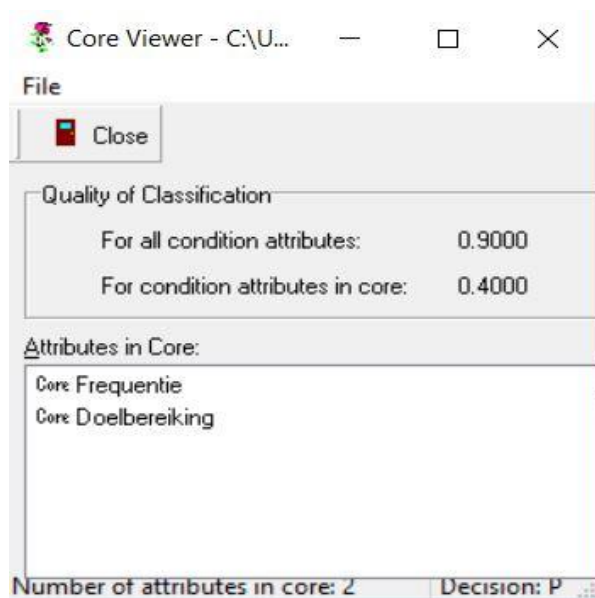 Core Viewer - C:\U...
File
Close
Quality of Classification
For all condition attributes: 0.9000
For condition attributes in core: 0.4000
Attributes in Core:
Core Frequentie
Core Doelbereiking
Number of attributes in core: 2 Decision: P